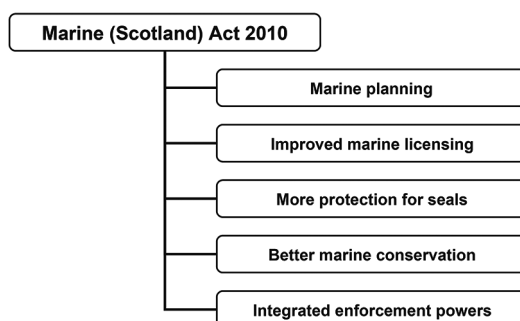 Marine (Scotland) Act 2010
Marine planning
Improved marine licensing
More protection for seals
Better marine conservation
Integrated enforcement powers